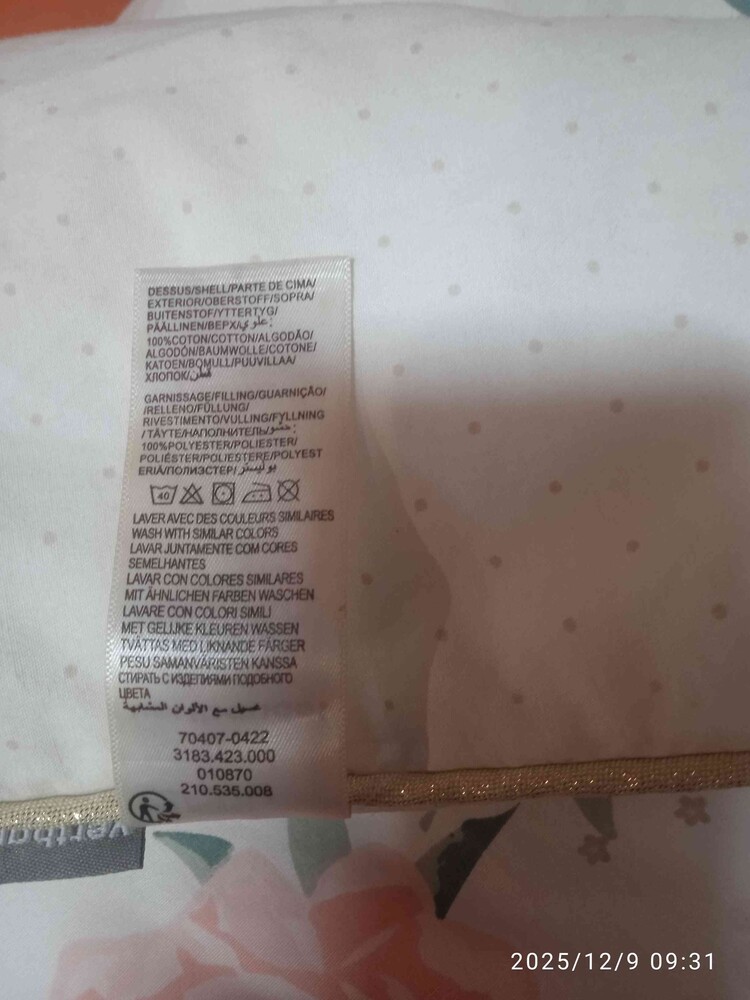 DESSUS/SHELL/PARTE DE CIMA/
EXTERIOR/OBERSTOFF/SOPRA/
BUITENSTOF/YTTERTYG/
PÄÄLLINEN/ВЕРХ/علوي:
100%COTON/COTTON/ALGODÃO/
ALGODÓN/BAUMWOLLE/COTONE/
KATOEN/BOMULL/PUUVILLAA/
ХЛОПОК/قطن
GARNISSAGE/FILLING/GUARNIÇÃO/
/RELLENO/FÜLLUNG/
RIVESTIMENTO/VULLING/FYLLNING
/TÄYTE/НАПОЛНИТЕЛЬ/حشو:
100%POLYESTER/POLIESTER/
POLIÉSTER/POLIESTERE/POLYEST
ERIÄ/ПОЛИЭСТЕР/بوليستر
40
LAVER AVEC DES COULEURS SIMILAIRES
WASH WITH SIMILAR COLORS
LAVAR JUNTAMENTE COM CORES
SEMELHANTES
LAVAR CON COLORES SIMILARES
MIT ÄHNLICHEN FARBEN WASCHEN
LAVARE CON COLORI SIMILI
MET GELIJKE KLEUREN WASSEN
TVÄTTAS MED LIKNANDE FÄRGER
PESU SAMANVÄRISTEN KANSSA
СТИРАТЬ С ИЗДЕЛИЯМИ ПОДОБНОГО
ЦВЕТА
غسيل مع الألوان المشابهة
70407-0422
3183.423.000
010870
210.535.008
2025/12/9 09:31